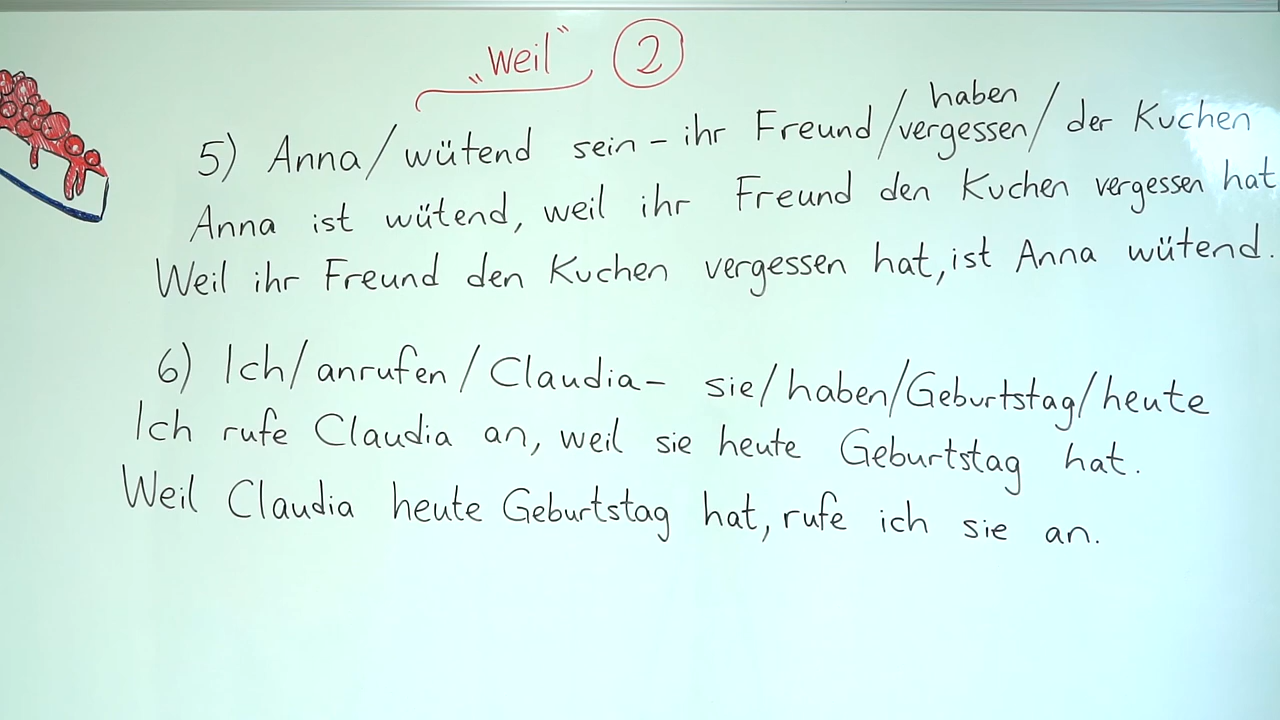 „weil“ 2
5) Anna/wütend sein - ihr Freund/haben vergessen/der Kuchen
Anna ist wütend, weil ihr Freund den Kuchen vergessen hat
Weil ihr Freund den Kuchen vergessen hat, ist Anna wütend.
6) Ich/anrufen/Claudia - sie/haben/Geburtstag/heute
Ich rufe Claudia an, weil sie heute Geburtstag hat.
Weil Claudia heute Geburtstag hat, rufe ich sie an.